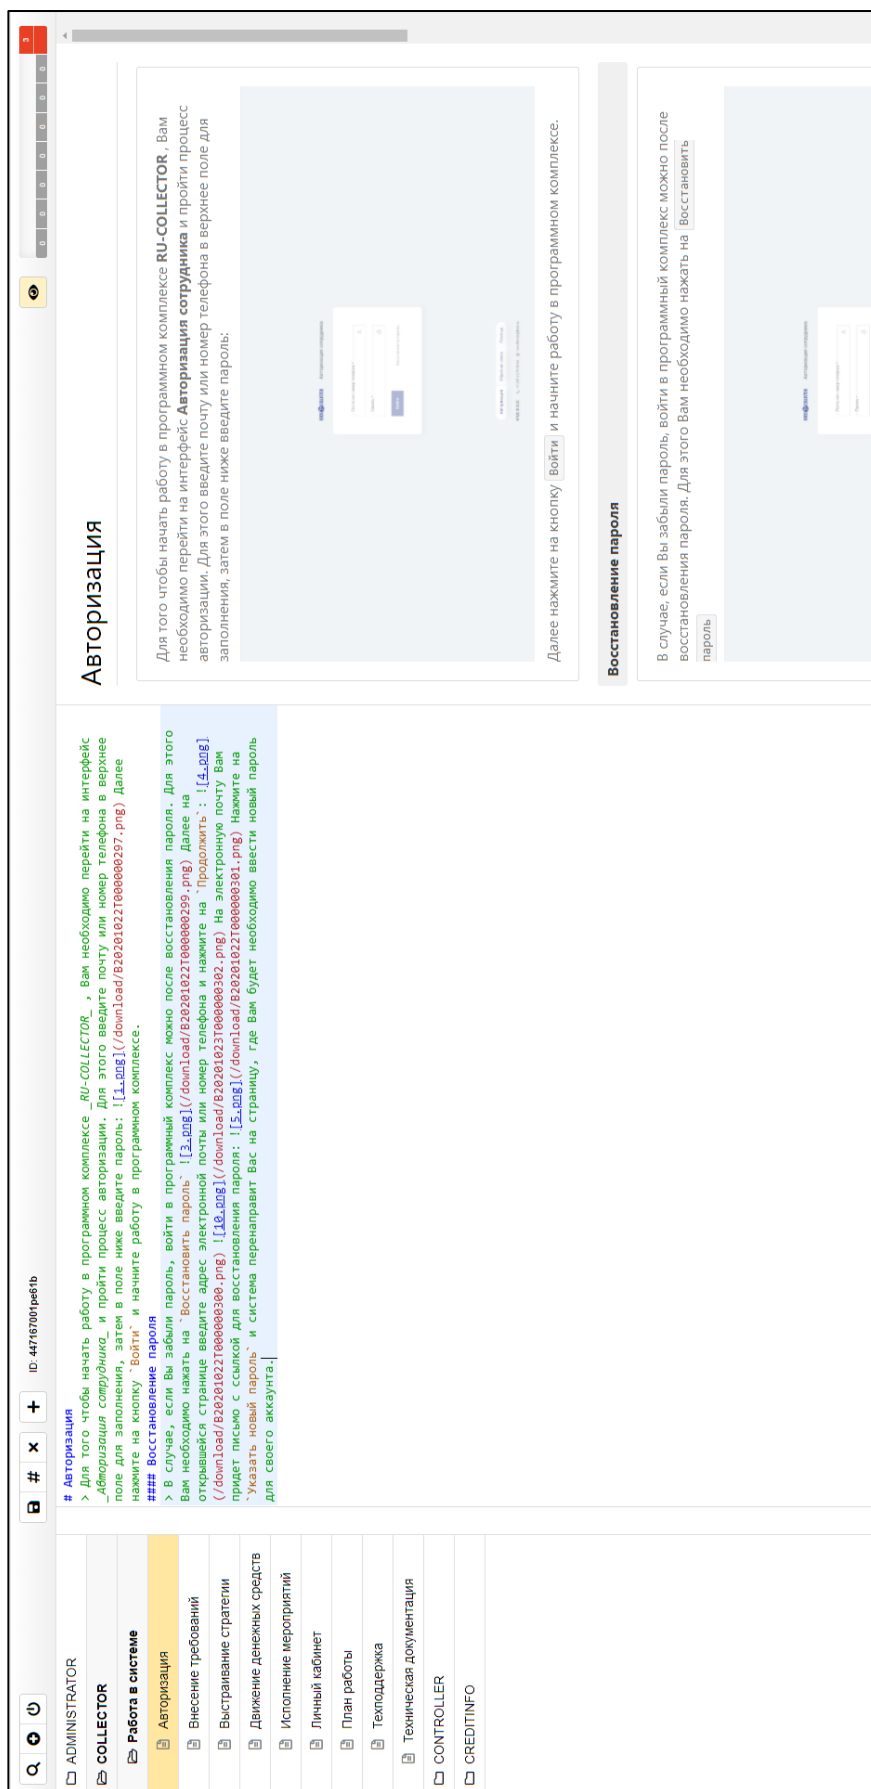 ID: 447167001pe61b
0 0 0 0 0 0 0 3
ADMINISTRATOR
COLLECTOR
Работа в системе
Авторизация
Внесение требований
Выстраивание стратегии
Движение денежных средств
Исполнение мероприятий
Личный кабинет
План работы
Техподдержка
Техническая документация
CONTROLLER
CREDITINFO
# Авторизация
> Для того чтобы начать работу в программном комплексе _RU-COLLECTOR_ , Вам необходимо перейти на интерфейс
_Авторизация сотрудника_ и пройти процесс авторизации. Для этого введите почту или номер телефона в верхнее
поле для заполнения, затем в поле ниже введите пароль: ![1.png](/download/B20201022T000000297.png) Далее
нажмите на кнопку `Войти` и начните работу в программном комплексе.
#### Восстановление пароля
> В случае, если Вы забыли пароль, войти в программный комплекс можно после восстановления пароля. Для этого
Вам необходимо нажать на `Восстановить пароль` ![3.png](/download/B20201022T000000299.png) Далее на
открывшейся странице введите адрес электронной почты или номер телефона и нажмите на `Продолжить`: ![4.png]
(/download/B20201022T000000300.png) ![10.png](/download/B20201023T000000302.png) На электронную почту Вам
придет письмо с ссылкой для восстановления пароля: ![5.png](/download/B20201022T000000301.png) Нажмите на
`Указать новый пароль` и система перенаправит Вас на страницу, где Вам будет необходимо ввести новый пароль
для своего аккаунта.
Авторизация
Для того чтобы начать работу в программном комплексе RU-COLLECTOR , Вам
необходимо перейти на интерфейс Авторизация сотрудника и пройти процесс
авторизации. Для этого введите почту или номер телефона в верхнее поле для
заполнения, затем в поле ниже введите пароль:
Авторизация сотрудника
Далее нажмите на кнопку Войти и начните работу в программном комплексе.
Восстановление пароля
В случае, если Вы забыли пароль, войти в программный комплекс можно после
восстановления пароля. Для этого Вам необходимо нажать на Восстановить
пароль
Авторизация сотрудника